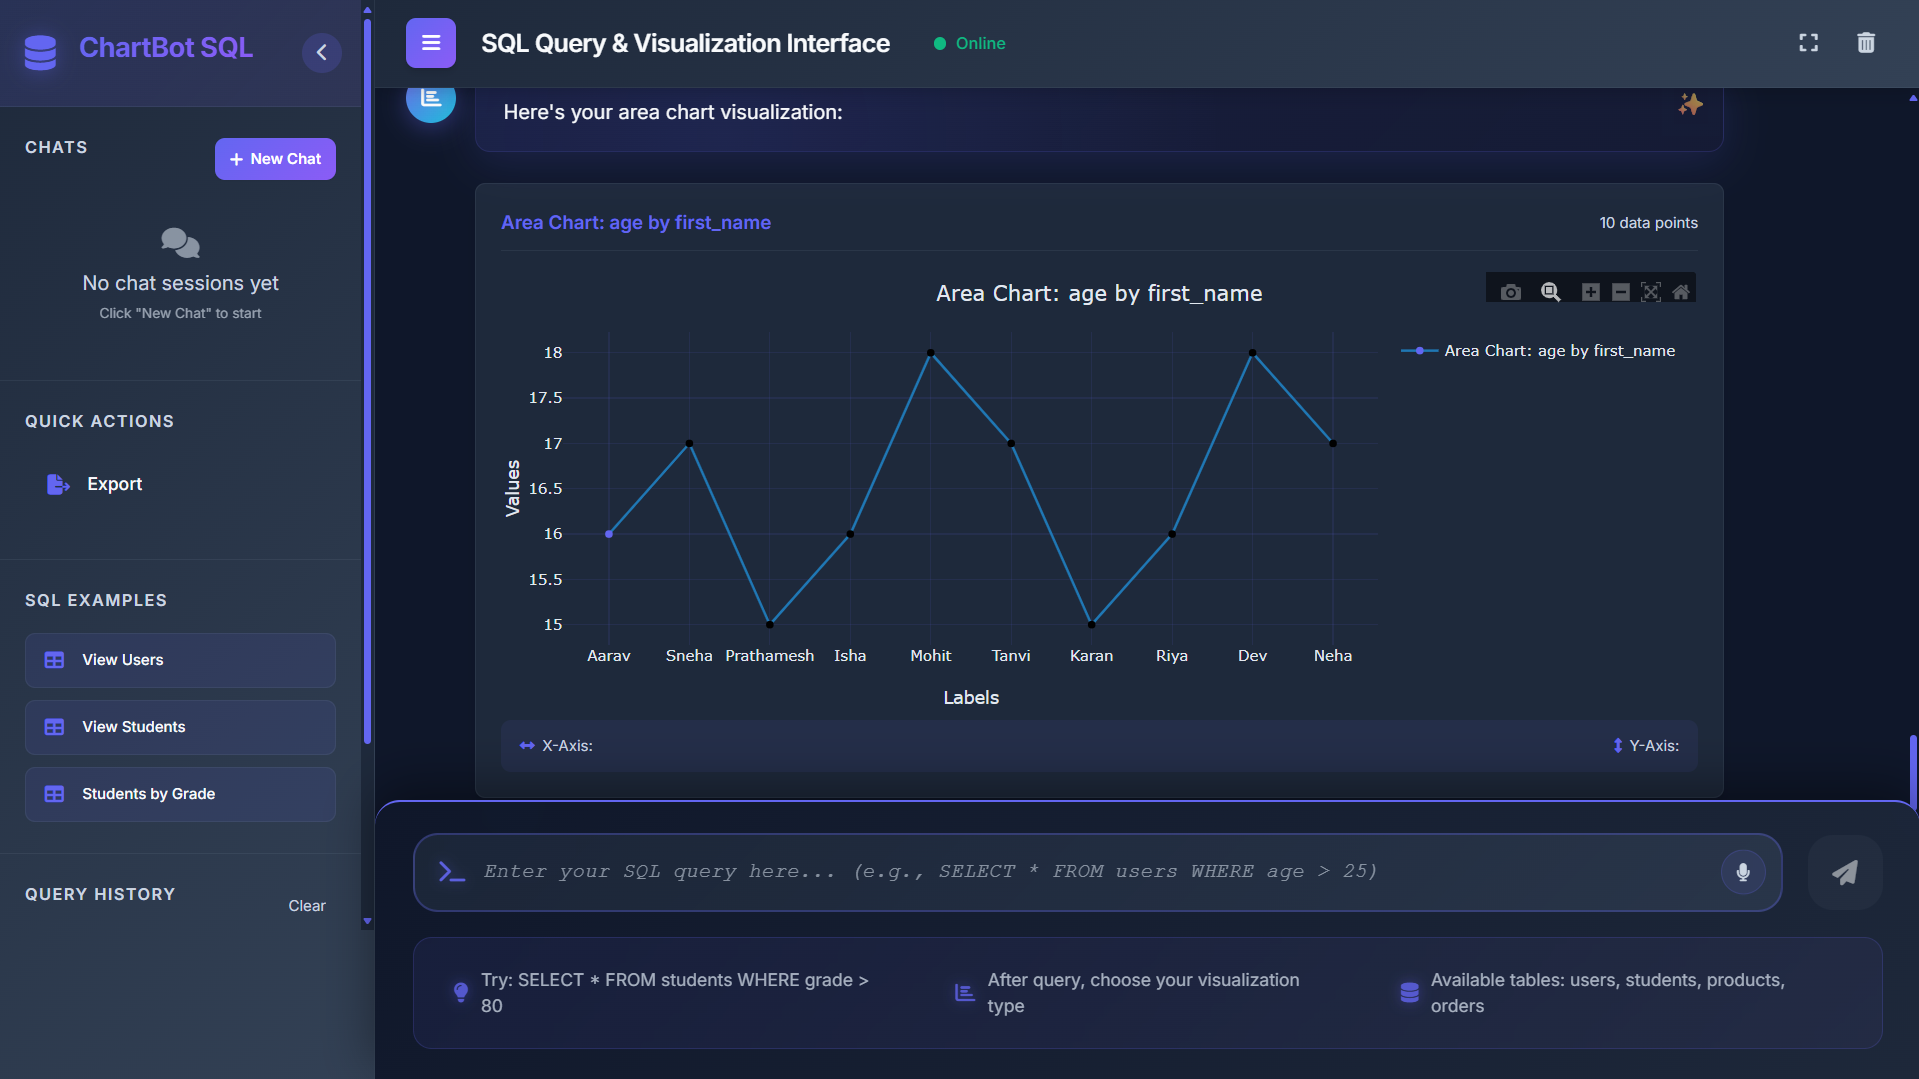 ChartBot SQL
CHATS
New Chat
No chat sessions yet
Click "New Chat" to start
QUICK ACTIONS
Export
SQL EXAMPLES
View Users
View Students
Students by Grade
QUERY HISTORY
Clear
SQL Query & Visualization Interface
Online
Here's your area chart visualization:
Area Chart: age by first_name
10 data points
Area Chart: age by first_name
Area Chart: age by first_name
Values
18
17.5
17
16.5
16
15.5
15
Aarav Sneha Prathamesh Isha Mohit Tanvi Karan Riya Dev Neha
Labels
X-Axis:
Y-Axis:
Enter your SQL query here... (e.g., SELECT * FROM users WHERE age > 25)
Try: SELECT * FROM students WHERE grade >
80
After query, choose your visualization
type
Available tables: users, students, products,
orders